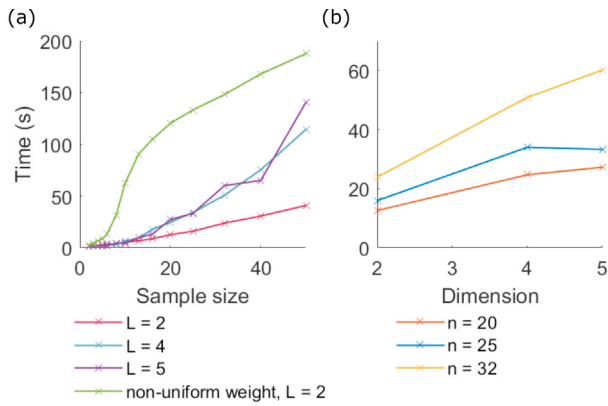 (a)
(b)
200
150
100
50
0
Time (s)
0
20
40
Sample size
60
40
20
0
2
3
4
5
Dimension
L = 2
L = 4
L = 5
non-uniform weight, L = 2
n = 20
n = 25
n = 32